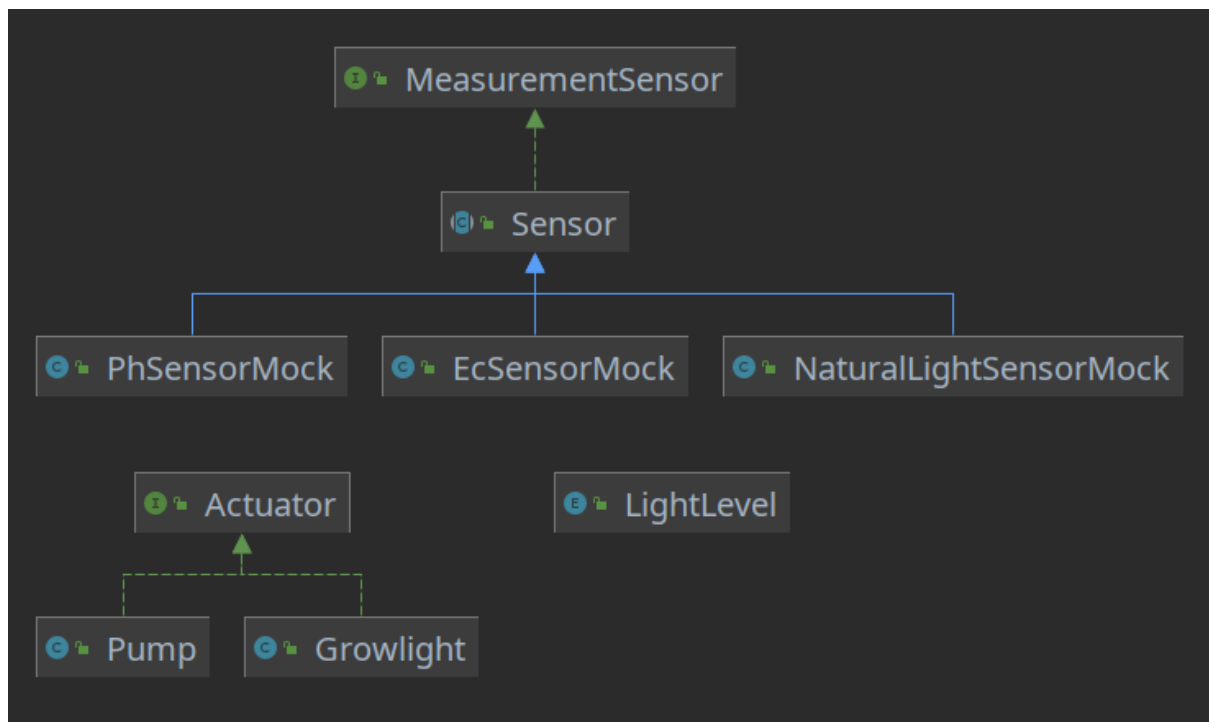 MeasurementSensor
Sensor
PhSensorMock
EcSensorMock
NaturalLightSensorMock
Actuator
LightLevel
Pump
Growlight